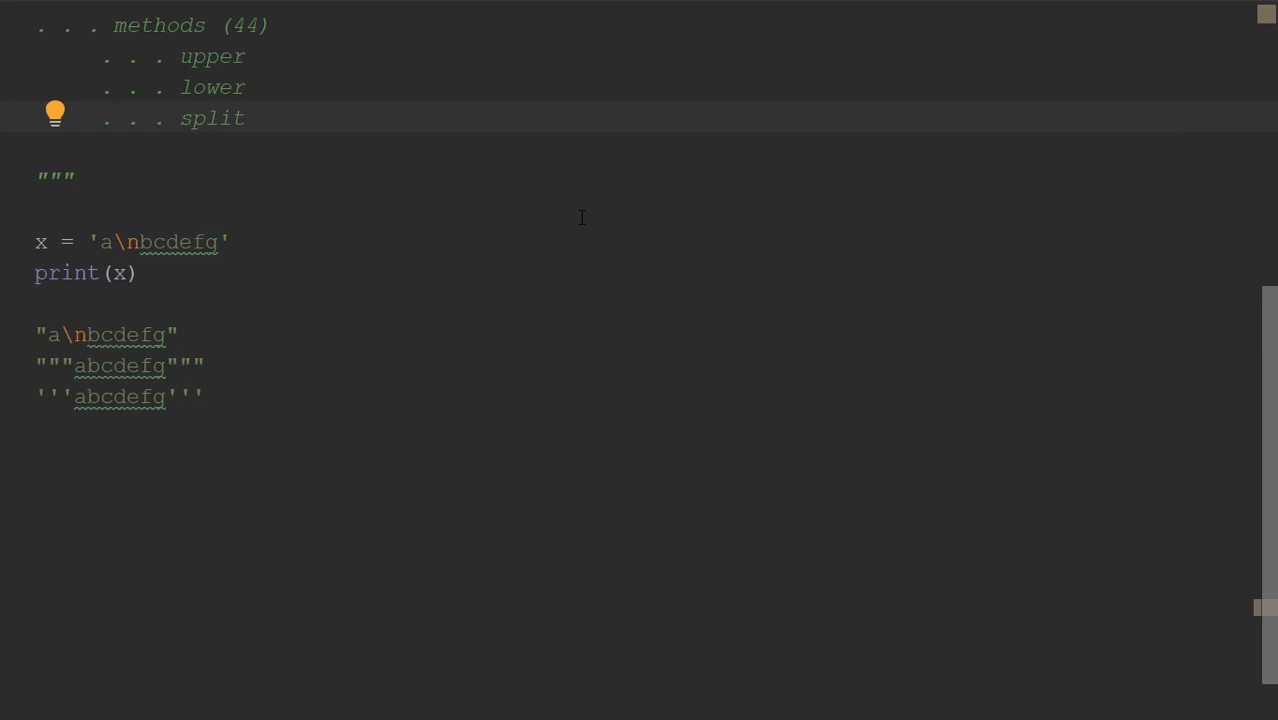 . . . methods (44)
. . . upper
. . . lower
. . . split
"""
x = 'a\nbcdefg'
print(x)
"a\nbcdefg"
"""abcdefg"""
'''abcdefg'''